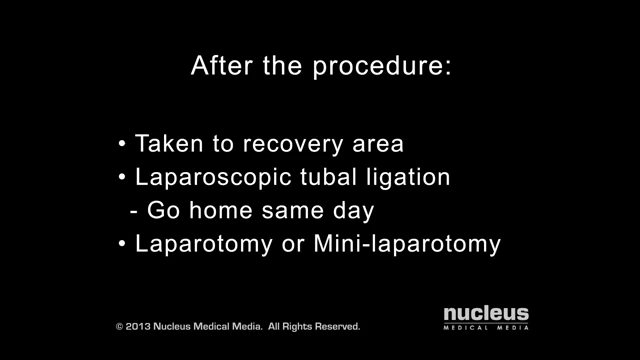 After the procedure:
• Taken to recovery area
• Laparoscopic tubal ligation
- Go home same day
• Laparotomy or Mini-laparotomy
© 2013 Nucleus Medical Media. All Rights Reserved.
nucleus
MEDICAL MEDIA